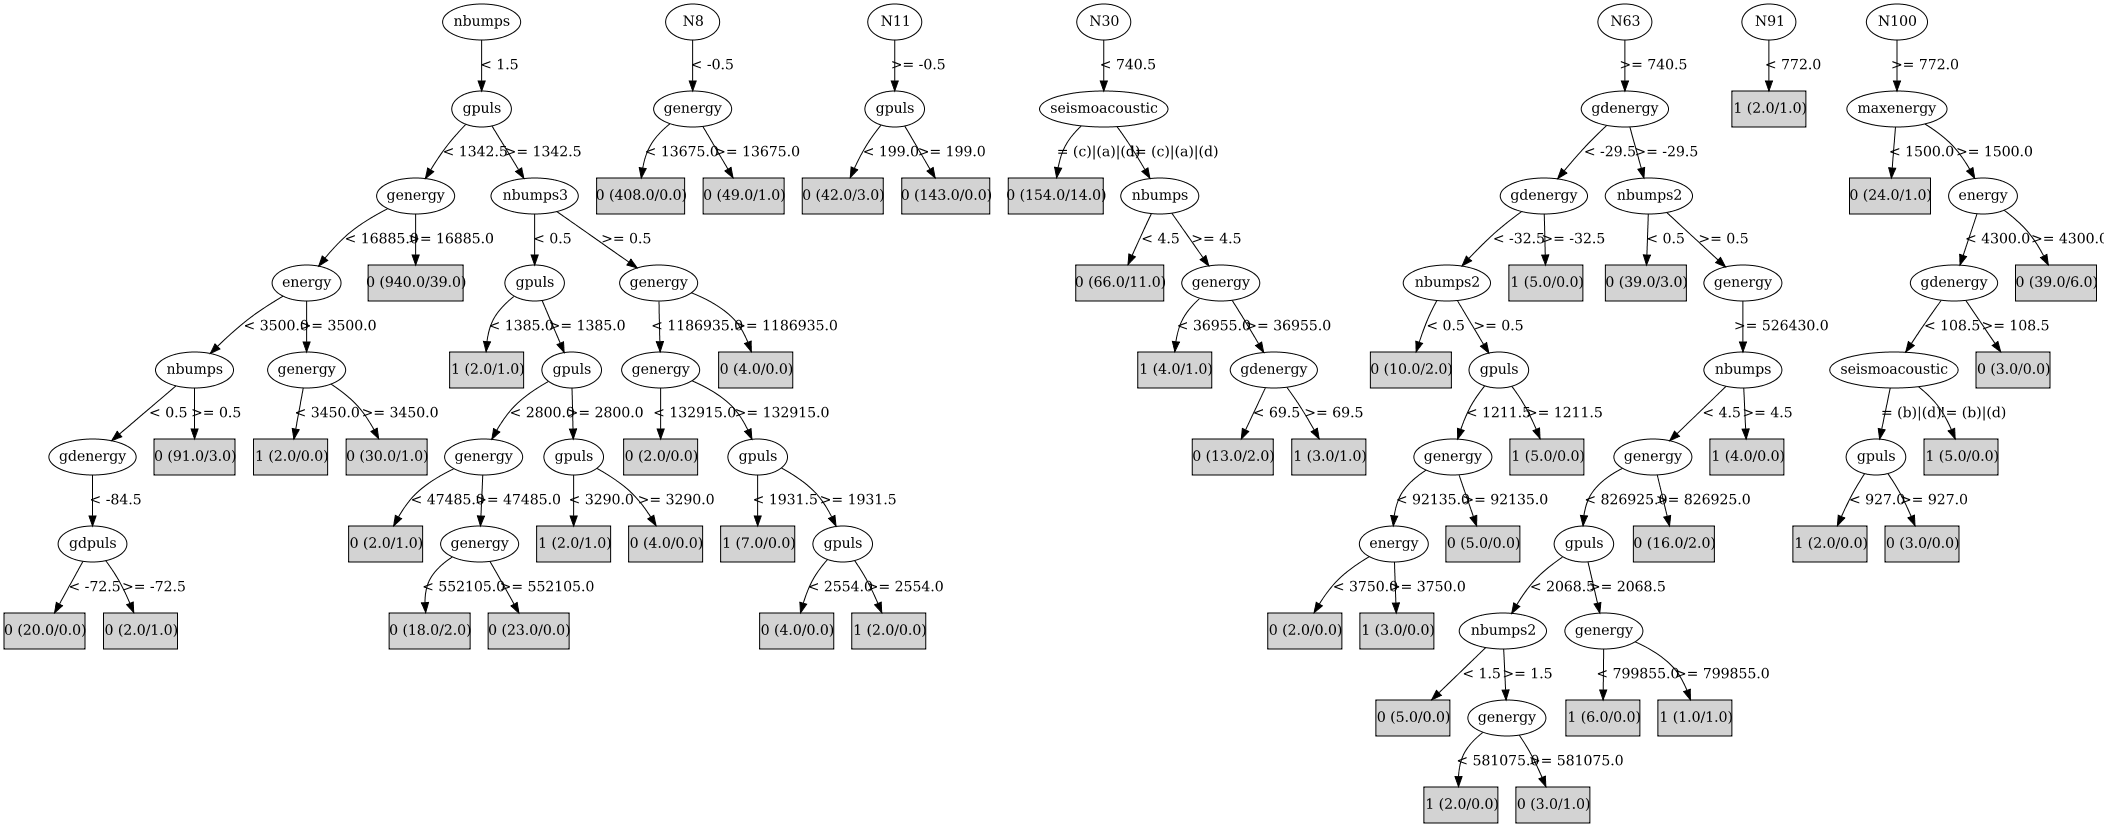 nbumps N8 N11 N30 N63 N91 N100
< 1.5 < -0.5 >= -0.5 < 740.5 >= 740.5 < 772.0 >= 772.0
gpuls genergy gpuls seismoacoustic gdenergy 1 (2.0/1.0) maxenergy
< 1342.5 >= 1342.5 < 13675.0 >= 13675.0 < 199.0 >= 199.0 = (c)|(a)|(d) != (c)|(a)|(d) < -29.5 >= -29.5 < 1500.0 >= 1500.0
genergy nbumps3 0 (408.0/0.0) 0 (49.0/1.0) 0 (42.0/3.0) 0 (143.0/0.0) 0 (154.0/14.0) nbumps gdenergy nbumps2 0 (24.0/1.0) energy
< 16885.0 >= 16885.0 < 0.5 >= 0.5 < 4.5 >= 4.5 < -32.5 >= -32.5 < 0.5 >= 0.5 < 4300.0 >= 4300.0
energy 0 (940.0/39.0) gpuls genergy 0 (66.0/11.0) genergy nbumps2 1 (5.0/0.0) 0 (39.0/3.0) genergy gdenergy 0 (39.0/6.0)
< 3500.0 >= 3500.0 < 1385.0 >= 1385.0 < 1186935.0 >= 1186935.0 < 36955.0 >= 36955.0 < 0.5 >= 0.5 >= 526430.0 < 108.5 >= 108.5
nbumps genergy 1 (2.0/1.0) gpuls genergy 0 (4.0/0.0) 1 (4.0/1.0) gdenergy 0 (10.0/2.0) gpuls nbumps seismoacoustic 0 (3.0/0.0)
< 0.5 >= 0.5 < 3450.0 >= 3450.0 < 2800.0 >= 2800.0 < 132915.0 >= 132915.0 < 69.5 >= 69.5 < 1211.5 >= 1211.5 < 4.5 >= 4.5 = (b)|(d) != (b)|(d)
gdenergy 0 (91.0/3.0) 1 (2.0/0.0) 0 (30.0/1.0) genergy gpuls 0 (2.0/0.0) gpuls 0 (13.0/2.0) 1 (3.0/1.0) genergy 1 (5.0/0.0) genergy 1 (4.0/0.0) gpuls 1 (5.0/0.0)
< -84.5 < 47485.0 >= 47485.0 < 3290.0 >= 3290.0 < 1931.5 >= 1931.5 < 92135.0 >= 92135.0 < 826925.0 >= 826925.0 < 927.0 >= 927.0
gdpuls 0 (2.0/1.0) genergy 1 (2.0/1.0) 0 (4.0/0.0) 1 (7.0/0.0) gpuls energy 0 (5.0/0.0) gpuls 0 (16.0/2.0) 1 (2.0/0.0) 0 (3.0/0.0)
< -72.5 >= -72.5 < 552105.0 >= 552105.0 < 2554.0 >= 2554.0 < 3750.0 >= 3750.0 < 2068.5 >= 2068.5
0 (20.0/0.0) 0 (2.0/1.0) 0 (18.0/2.0) 0 (23.0/0.0) 0 (4.0/0.0) 1 (2.0/0.0) 0 (2.0/0.0) 1 (3.0/0.0) nbumps2 genergy
< 1.5 >= 1.5 < 799855.0 >= 799855.0
0 (5.0/0.0) genergy 1 (6.0/0.0) 1 (1.0/1.0)
< 581075.0 >= 581075.0
1 (2.0/0.0) 0 (3.0/1.0)